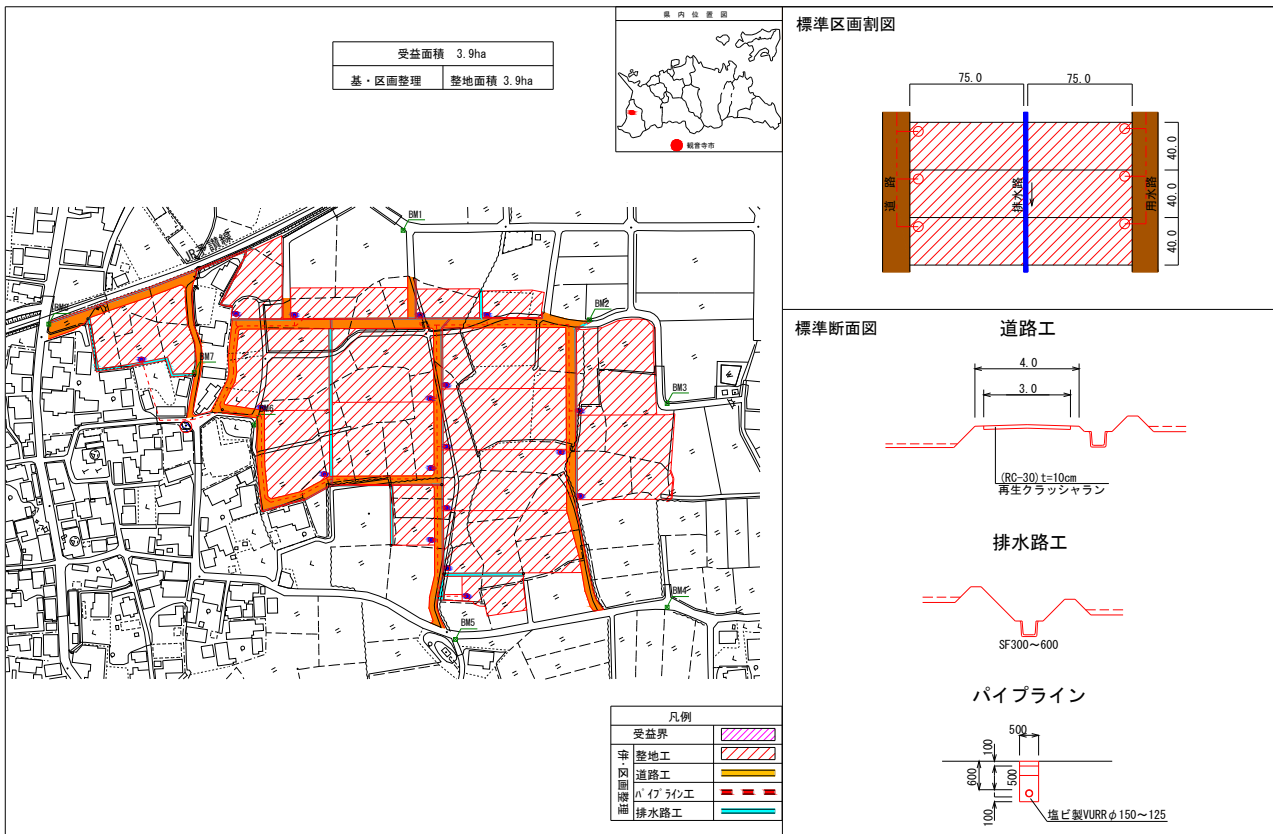 受益面積 3.9ha
基・区画整理 整地面積 3.9ha
県内位置図
観音寺市
標準区画割図
75.0 75.0
道路
排水路
用水路
40.0
40.0
40.0
BM1
BM2
BM3
BM4
BM5
BM6
BM7
標準断面図
道路工
4.0
3.0
(RC-30)t=10cm
再生クラッシャラン
排水路工
SF300～600
パイプライン
500
100
600
500
100
塩ビ製VURRφ150～125
凡例
受益界
整地工
道路工
パイプライン工
排水路工